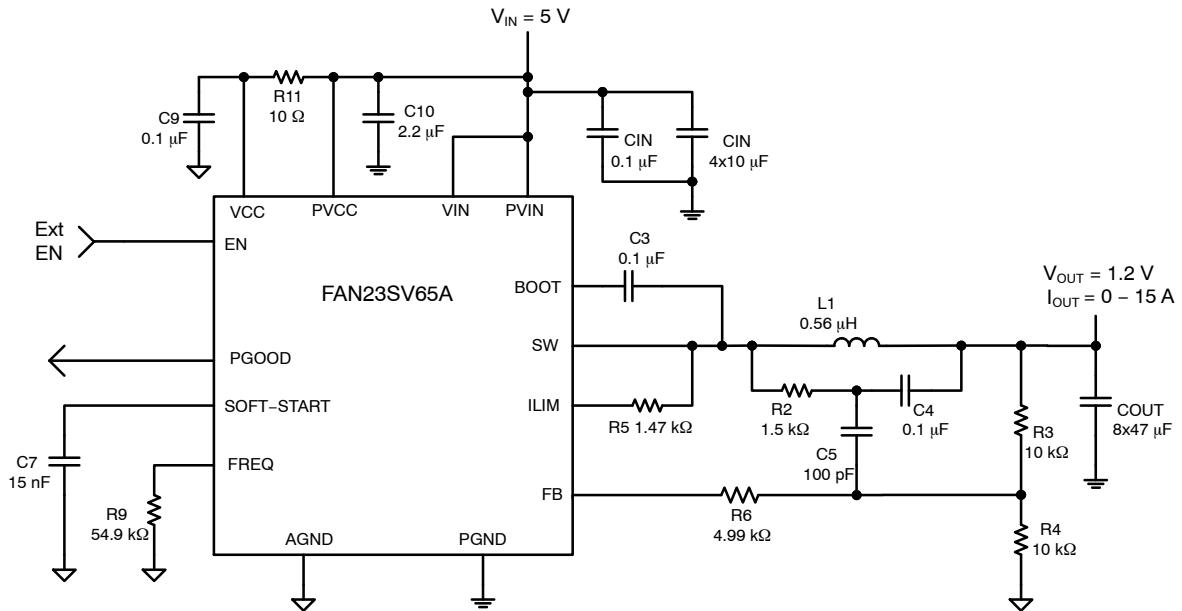 V_IN = 5 V
C9
0.1 μF
R11
10 Ω
C10
2.2 μF
CIN
0.1 μF
CIN
4x10 μF
VCC
PVCC
VIN
PVIN
Ext
EN
EN
FAN23SV65A
BOOT
C3
0.1 μF
V_OUT = 1.2 V
I_OUT = 0 – 15 A
L1
0.56 μH
SW
PGOOD
SOFT–START
ILIM
R5 1.47 kΩ
R2
1.5 kΩ
C4
0.1 μF
R3
10 kΩ
COUT
8x47 μF
C7
15 nF
FREQ
C5
100 pF
R9
54.9 kΩ
FB
R6
4.99 kΩ
R4
10 kΩ
AGND
PGND